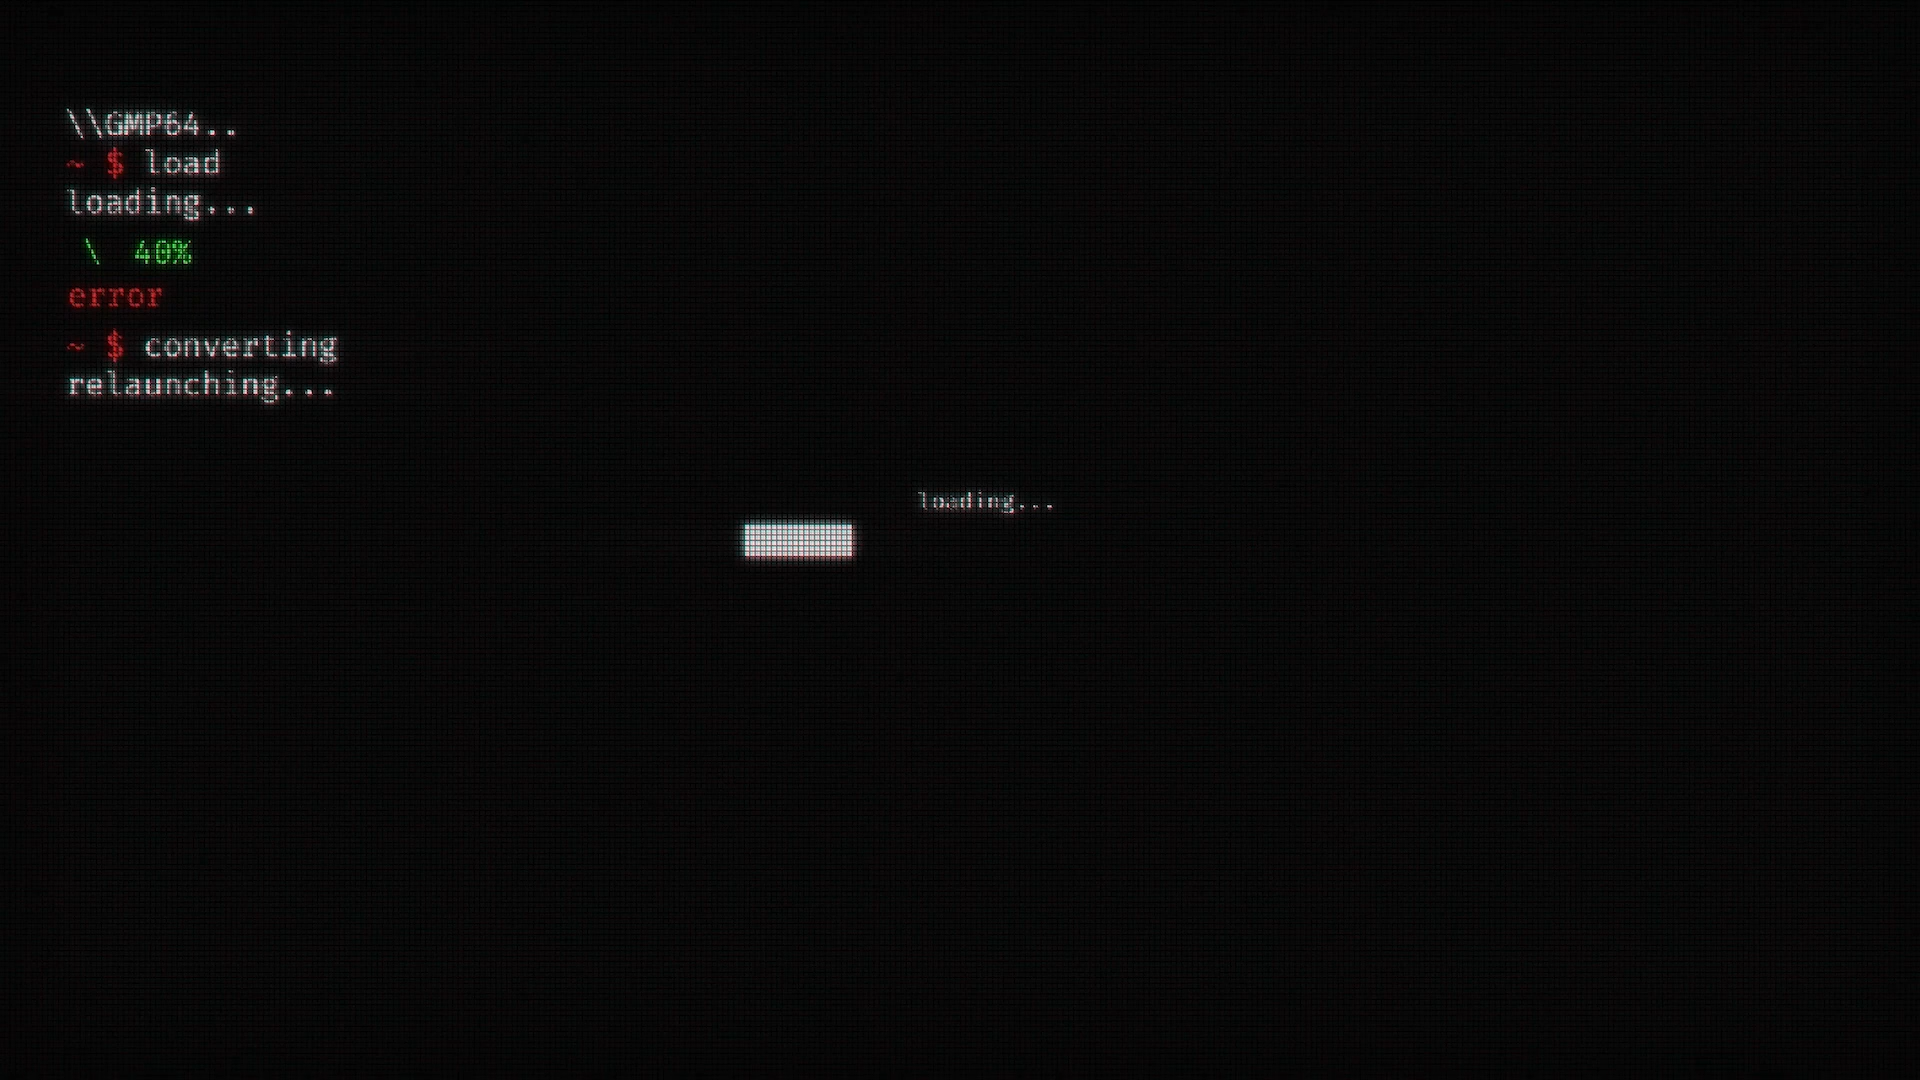 \\GMP64..
~ $ load
loading...
\ 40%
error
~ $ converting
relaunching...
loading...